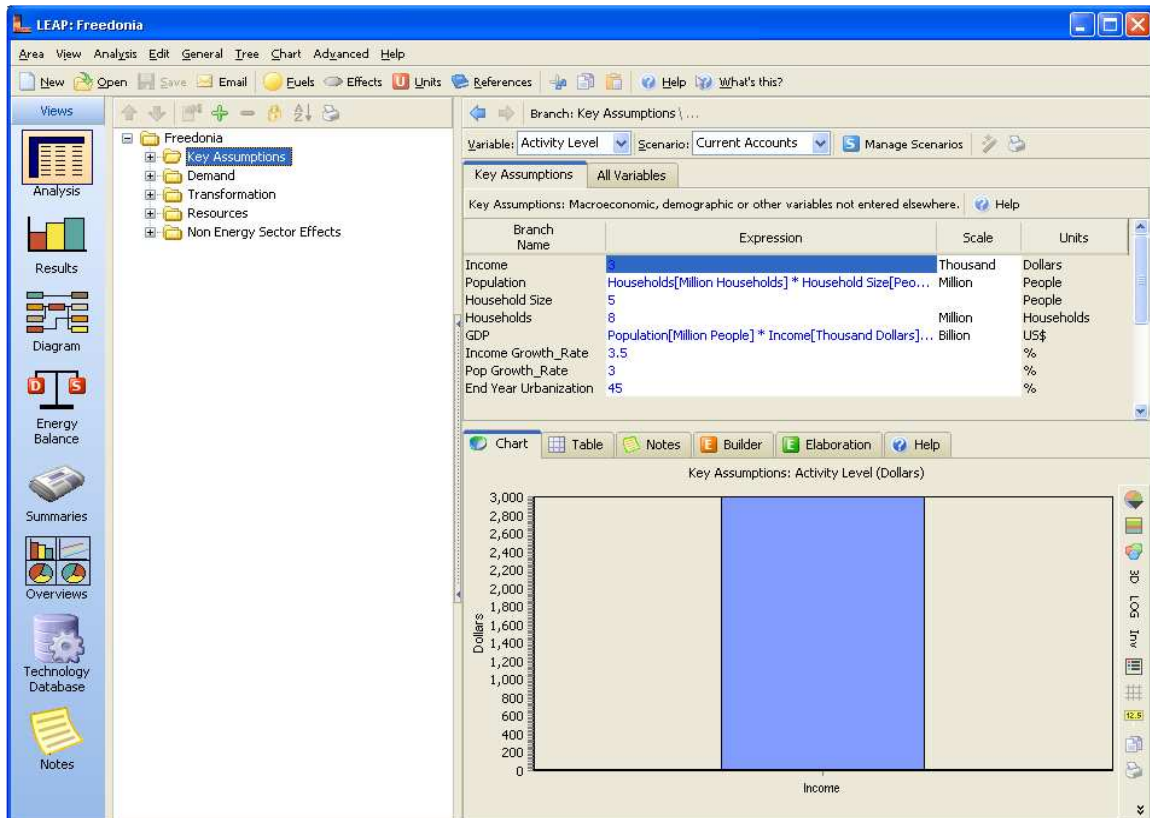 LEAP: Freedonia
Area View Analysis Edit General Tree Chart Advanced Help
New Open Save Email Fuels Effects Units References Help What's this?
Views
Analysis
Results
Diagram
Energy
Balance
Summaries
Overviews
Technology
Database
Notes
Freedonia
Key Assumptions
Demand
Transformation
Resources
Non Energy Sector Effects
Branch: Key Assumptions \ ...
Variable: Activity Level Scenario: Current Accounts S Manage Scenarios
Key Assumptions All Variables
Key Assumptions: Macroeconomic, demographic or other variables not entered elsewhere. Help
Branch Name Expression Scale Units
Income 3 Thousand Dollars
Population Households[Million Households] * Household Size[Peo... Million People
Household Size 5 People
Households 8 Million Households
GDP Population[Million People] * Income[Thousand Dollars]... Billion US$
Income Growth_Rate 3.5 %
Pop Growth_Rate 3 %
End Year Urbanization 45 %
Chart Table Notes Builder Elaboration Help
Key Assumptions: Activity Level (Dollars)
Dollars
3,000
2,800
2,600
2,400
2,200
2,000
1,800
1,600
1,400
1,200
1,000
800
600
400
200
0
Income
3D
LOG
Inv
12.5